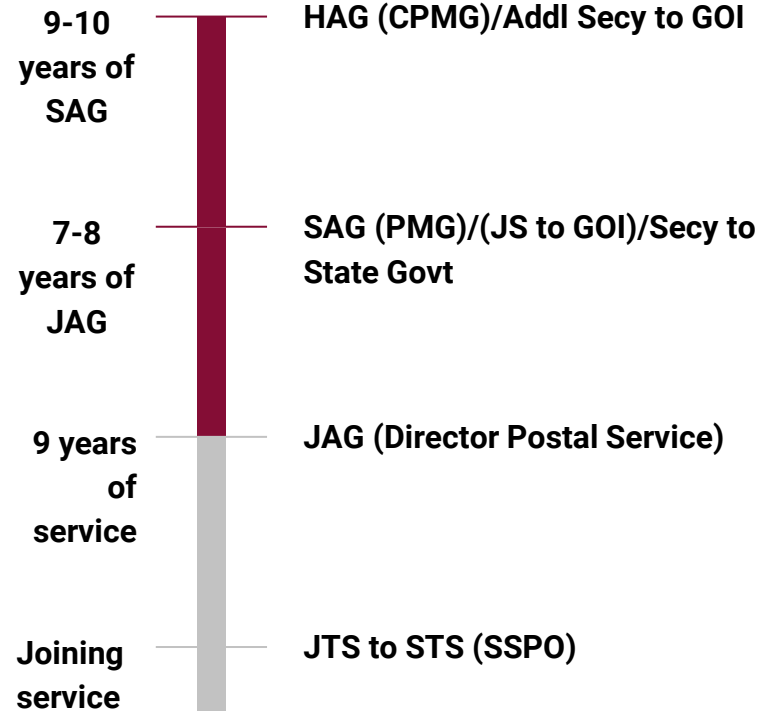 9-10
years of
SAG
HAG (CPMG)/Addl Secy to GOI
7-8
years of
JAG
SAG (PMG)/(JS to GOI)/Secy to
State Govt
9 years
of
service
JAG (Director Postal Service)
Joining
service
JTS to STS (SSPO)